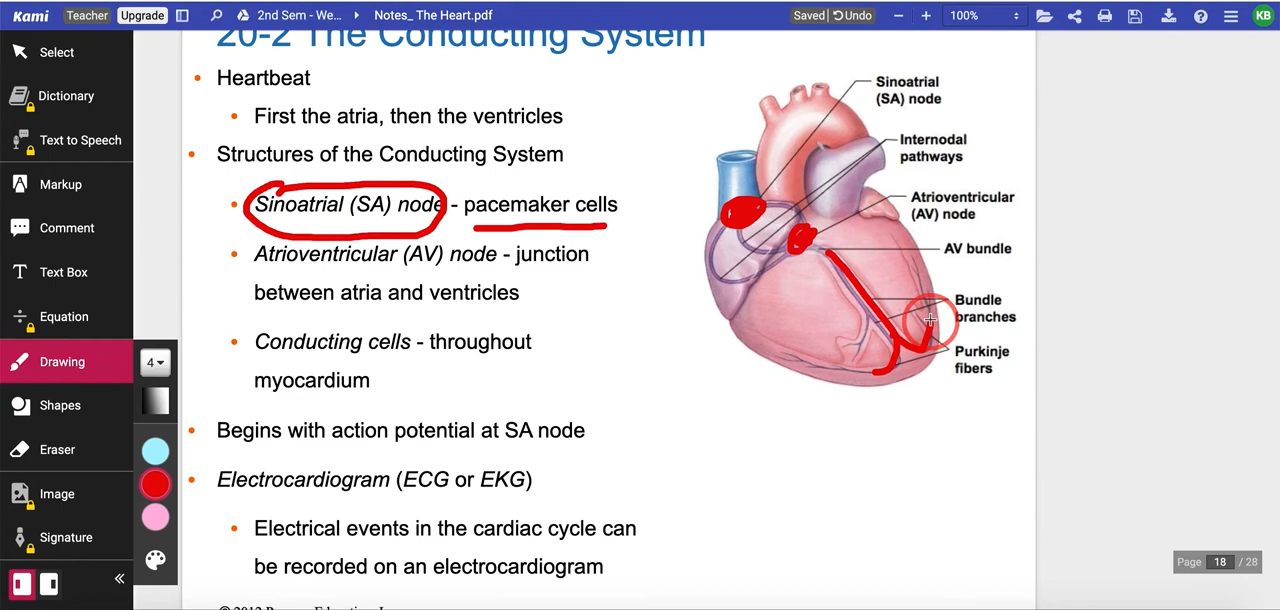 Kami
Teacher
Upgrade
2nd Sem - We...
Notes_ The Heart.pdf
Saved
Undo
100%
KB
Select
Dictionary
Text to Speech
Markup
Comment
Text Box
Equation
Drawing
Shapes
Eraser
Image
Signature
4
20-2 The Conducting System
• Heartbeat
• First the atria, then the ventricles
• Structures of the Conducting System
• Sinoatrial (SA) node - pacemaker cells
• Atrioventricular (AV) node - junction
between atria and ventricles
• Conducting cells - throughout
myocardium
• Begins with action potential at SA node
• Electrocardiogram (ECG or EKG)
• Electrical events in the cardiac cycle can
be recorded on an electrocardiogram
Sinoatrial
(SA) node
Internodal
pathways
Atrioventricular
(AV) node
AV bundle
Bundle
branches
Purkinje
fibers
Page 18 / 28